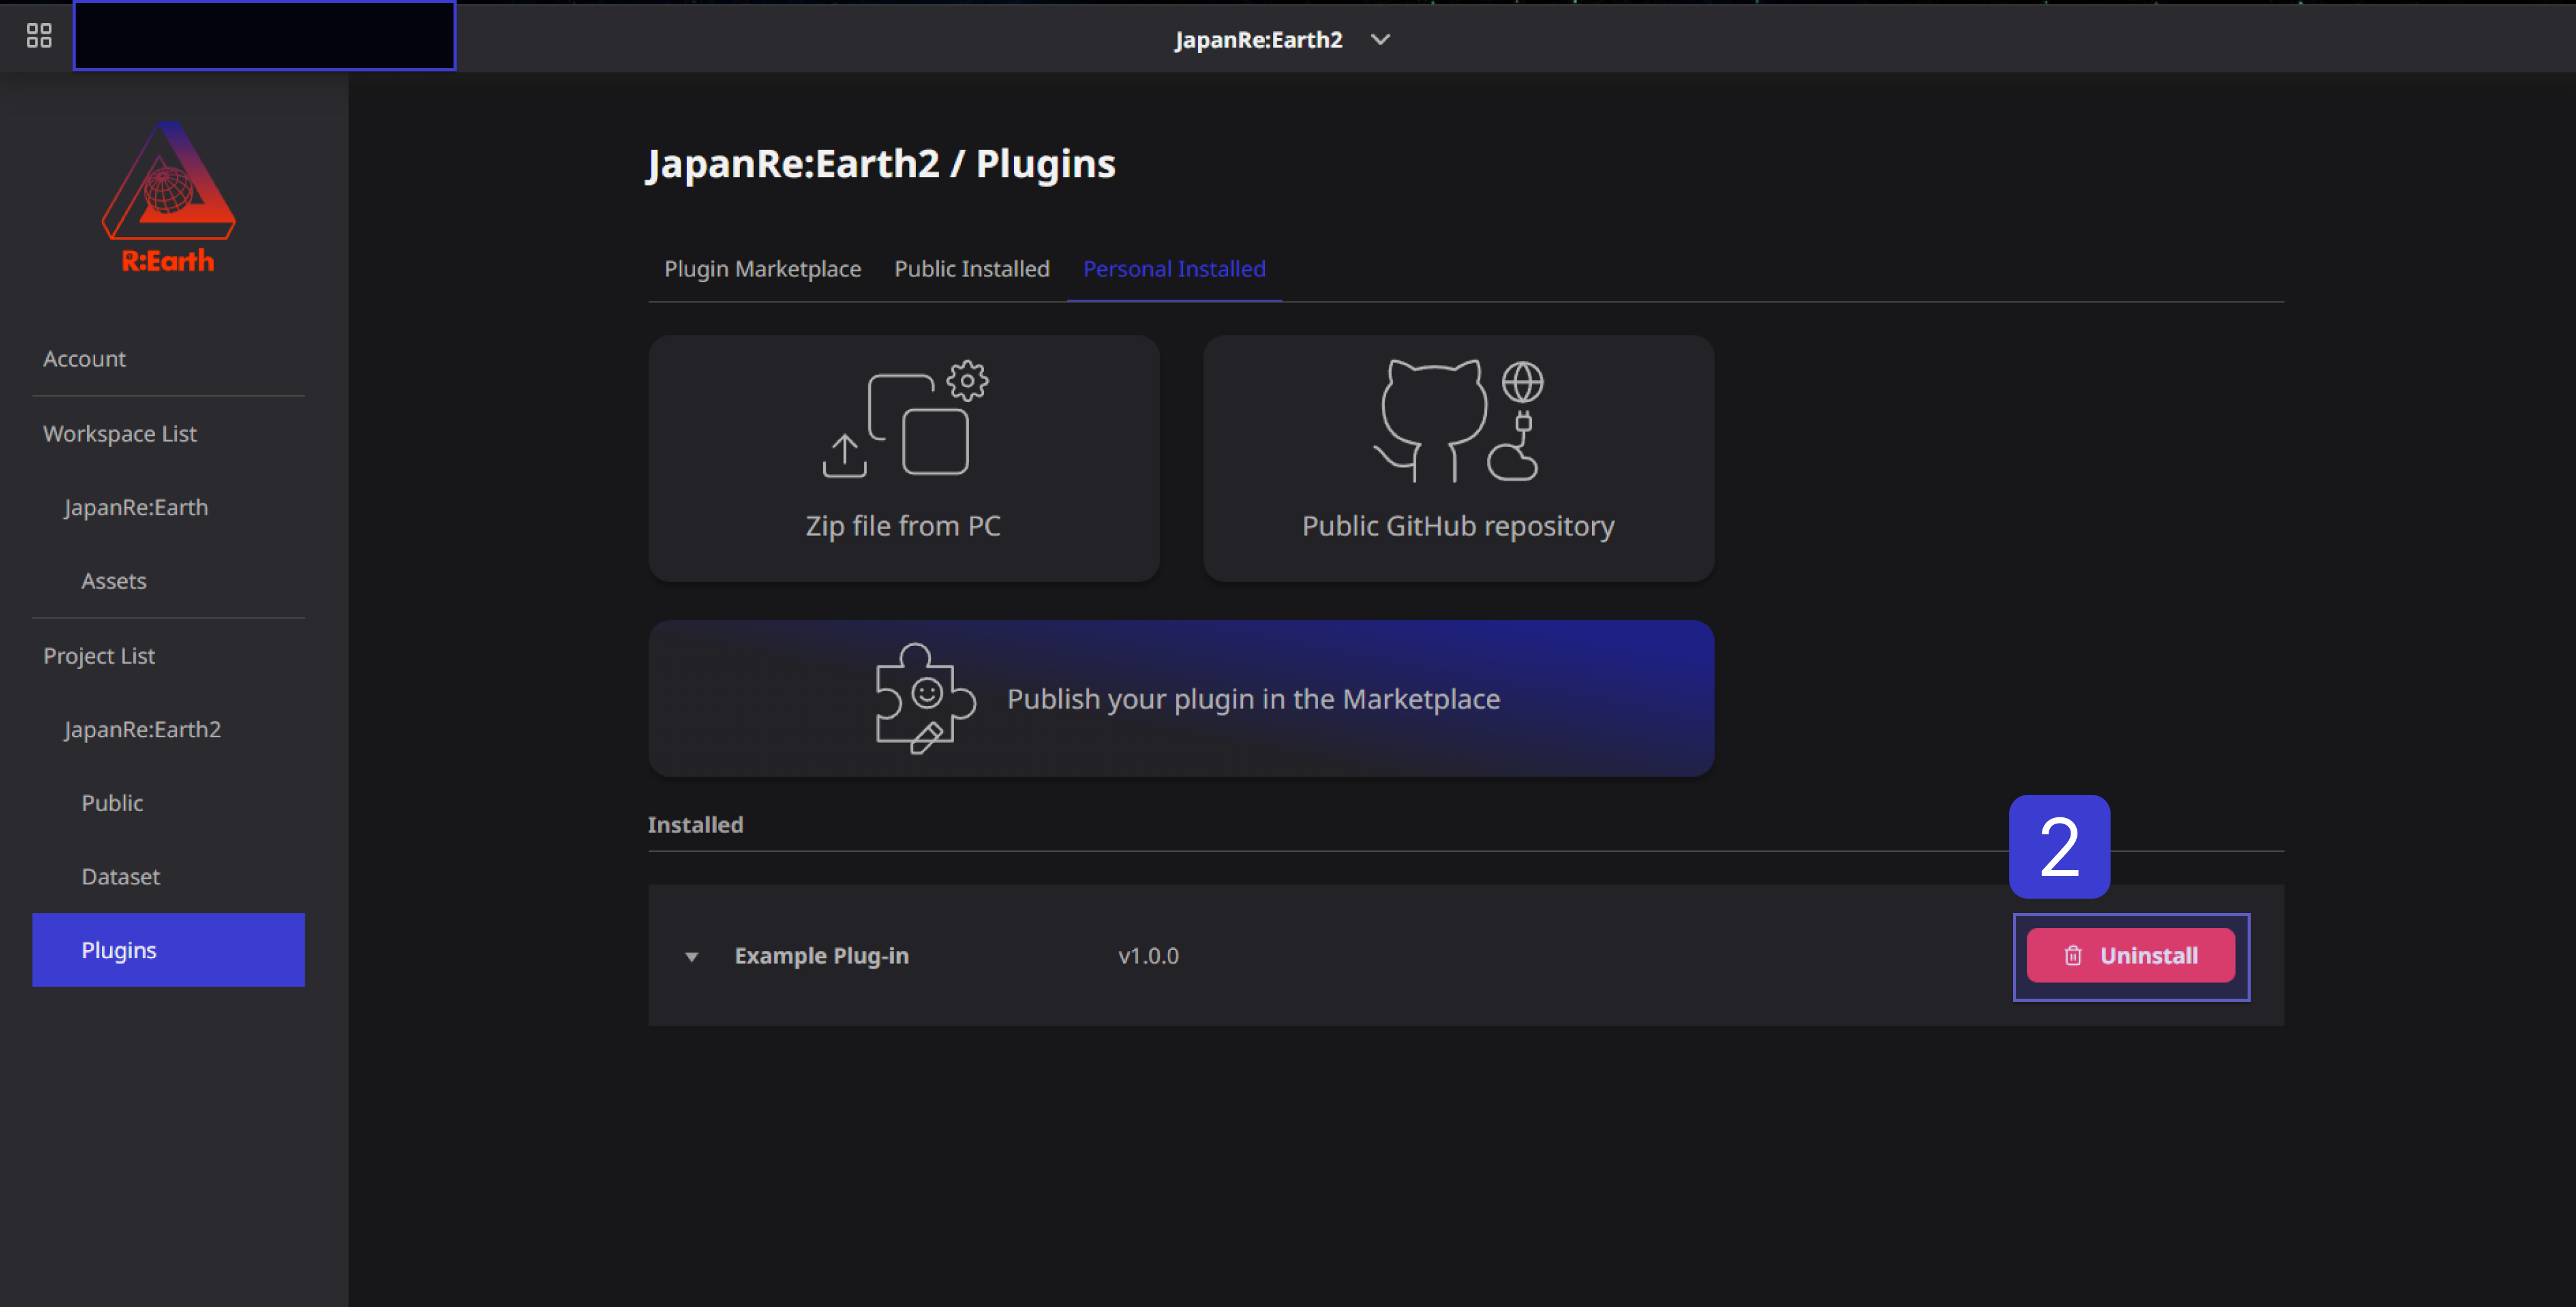 JapanRe:Earth2
R:Earth
Account
Workspace List
JapanRe:Earth
Assets
Project List
JapanRe:Earth2
Public
Dataset
Plugins
JapanRe:Earth2 / Plugins
Plugin Marketplace Public Installed Personal Installed
Zip file from PC
Public GitHub repository
Publish your plugin in the Marketplace
Installed
2
Example Plug-in v1.0.0 Uninstall